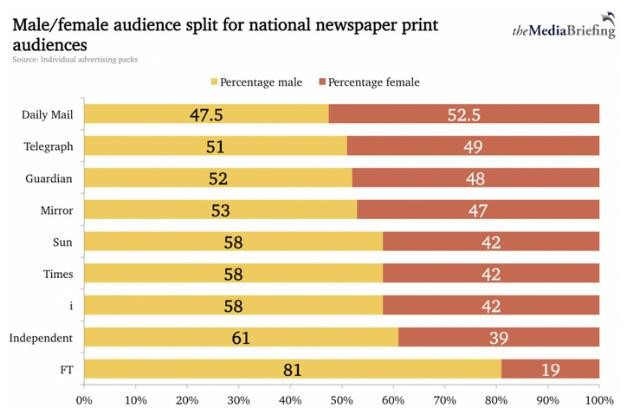 Male/female audience split for national newspaper print
audiences
theMediaBriefing
Source: Individual advertising packs
Percentage male Percentage female
Daily Mail 47.5 52.5
Telegraph 51 49
Guardian 52 48
Mirror 53 47
Sun 58 42
Times 58 42
i 58 42
Independent 61 39
FT 81 19
0% 10% 20% 30% 40% 50% 60% 70% 80% 90% 100%